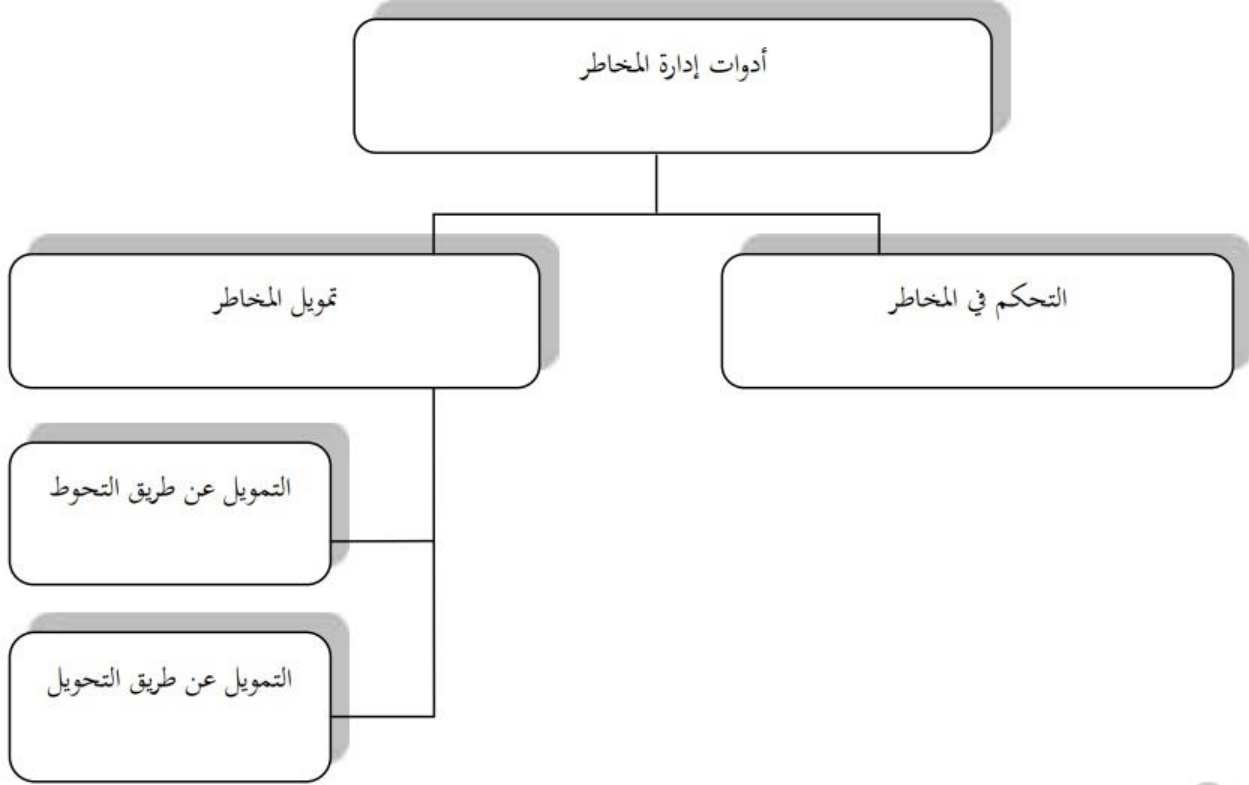 أدوات إدارة المخاطر
التحكم في المخاطر
تمويل المخاطر
التمويل عن طريق التحوط
التمويل عن طريق التحويل